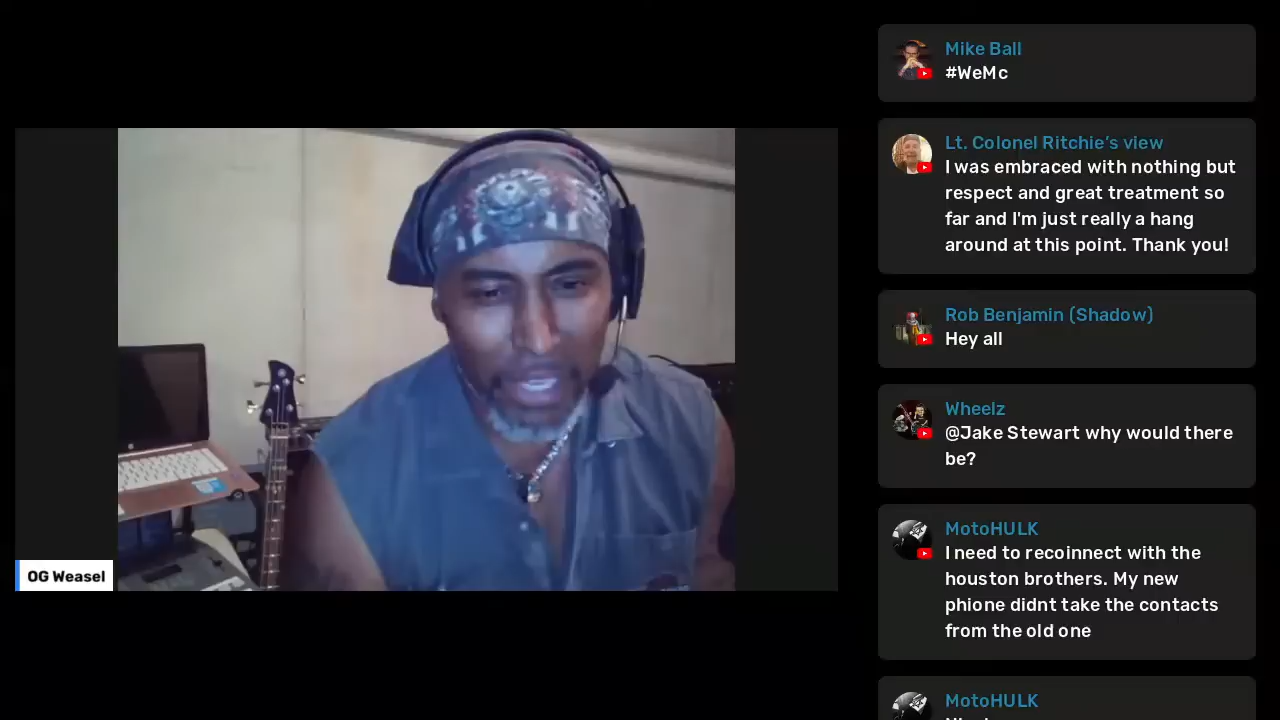 Mike Ball
#WeMc
Lt. Colonel Ritchie's view
I was embraced with nothing but
respect and great treatment so
far and I'm just really a hang
around at this point. Thank you!
Rob Benjamin (Shadow)
Hey all
Wheelz
@Jake Stewart why would there
be?
MotoHULK
I need to recoinnect with the
houston brothers. My new
phione didnt take the contacts
from the old one
MotoHULK
OG Weasel